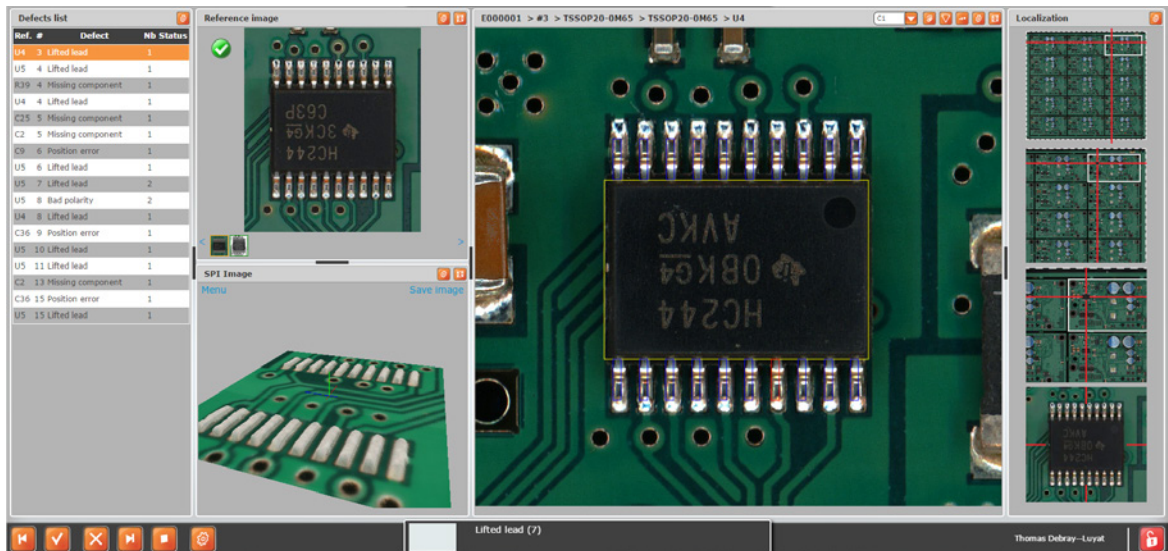 Defects list
Ref. # Defect Nb Status
U4 3 Lifted lead 1
U5 4 Lifted lead 1
R39 4 Missing component 1
U4 4 Lifted lead 1
C25 5 Missing component 1
C2 5 Missing component 1
C9 6 Position error 1
U5 6 Lifted lead 1
U5 7 Lifted lead 2
U5 8 Bad polarity 2
U4 8 Lifted lead 1
C36 9 Position error 1
U5 10 Lifted lead 1
U5 11 Lifted lead 1
C2 13 Missing component 1
C36 15 Position error 1
U5 15 Lifted lead 1
Reference image
HC244
3CKG4
C63P
<
>
SPI Image
Menu
Save image
E000001 > #3 > TSSOP20-0M65 > TSSOP20-0M65 > U4
C1
HC244
0BKG4
AVKC
Localization
HC244
0BKG4
AVKC
Lifted lead (7)
Thomas Debray--Luyat